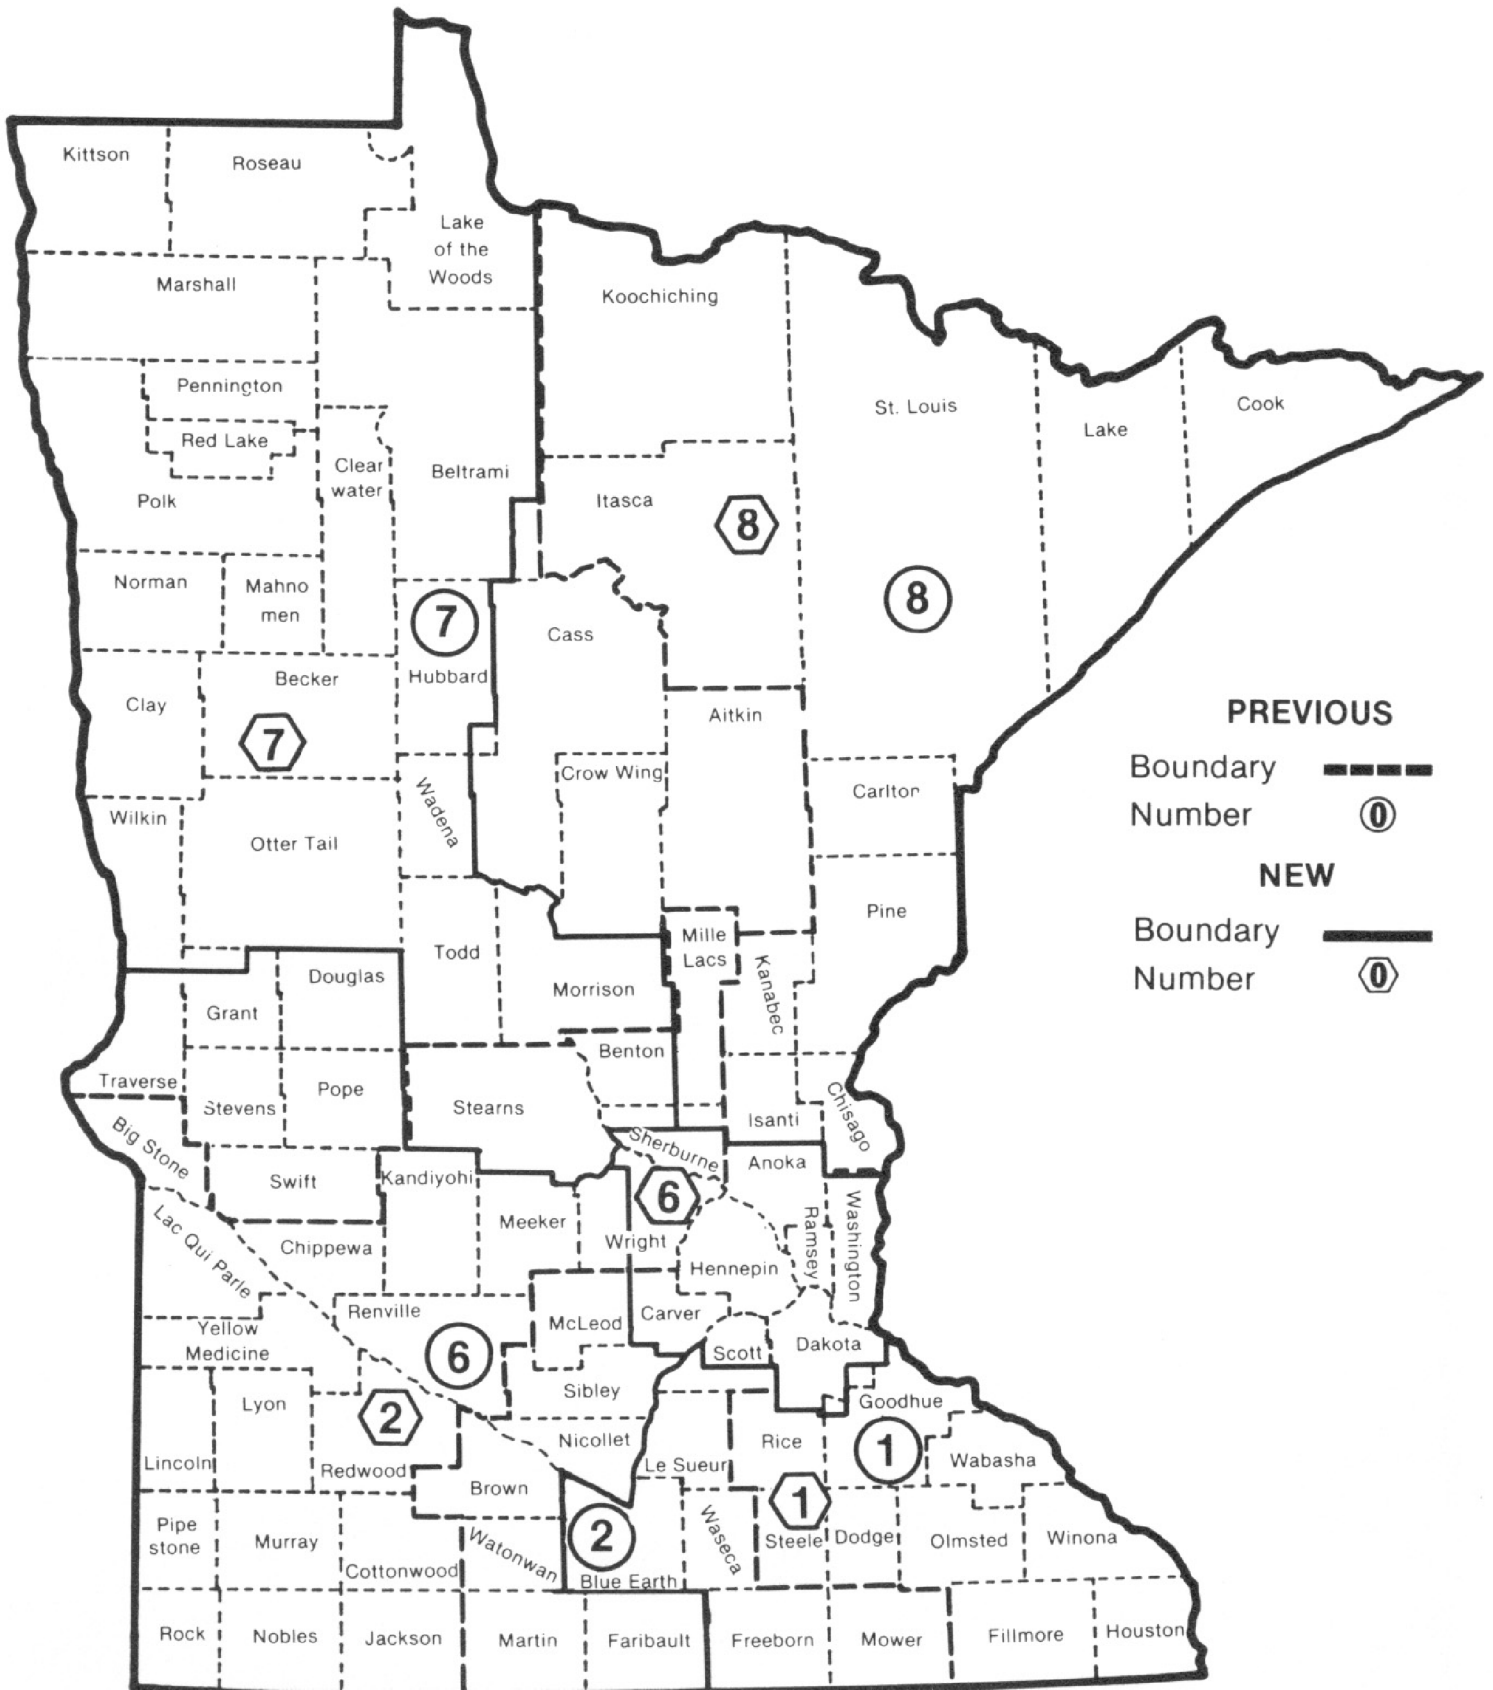 Kittson
Roseau
Lake
of the
Woods
Marshall
Koochiching
Pennington
Red Lake
Clear
water
Beltrami
Polk
St. Louis
Lake
Cook
Itasca
8
8
Norman
Mahno
men
7
Hubbard
Cass
Clay
Becker
7
Aitkin
PREVIOUS
Boundary
Number 0
NEW
Boundary
Number 0
Wilkin
Otter Tail
Wadena
Crow Wing
Carlton
Pine
Todd
Morrison
Mille
Lacs
Kanabec
Douglas
Grant
Traverse
Stevens
Pope
Stearns
Benton
Isanti
Chisago
Big Stone
Swift
Kandiyohi
Sherburne
Anoka
6
Meeker
Wright
Hennepin
Ramsey
Washington
Lac Qui Parle
Chippewa
Renville
McLeod
Carver
Scott
Dakota
Yellow
Medicine
6
Sibley
Goodhue
Lyon
2
Nicollet
Rice
1
Wabasha
Lincoln
Redwood
Brown
Le Sueur
1
Pipe
stone
Murray
Cottonwood
Watonwan
2
Blue Earth
Waseca
Steele
Dodge
Olmsted
Winona
Rock
Nobles
Jackson
Martin
Faribault
Freeborn
Mower
Fillmore
Houston